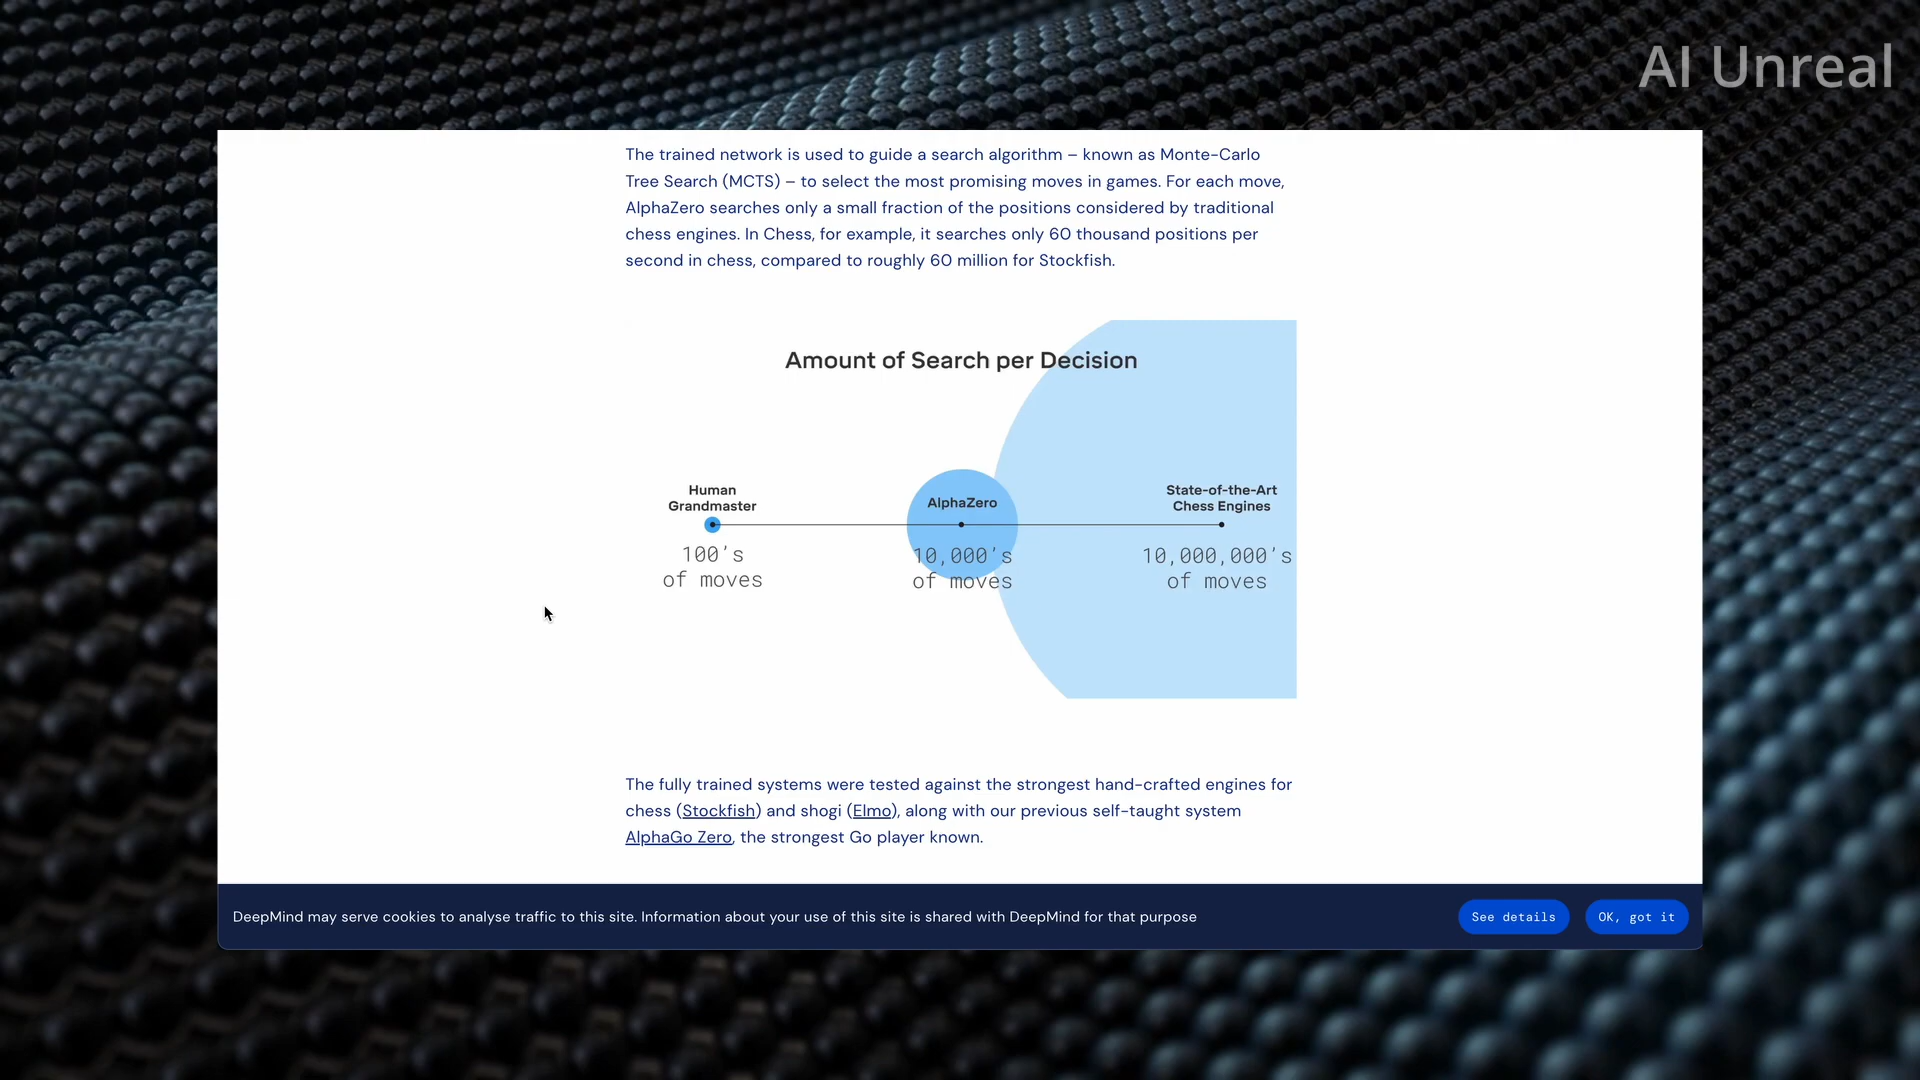 AI Unreal
The trained network is used to guide a search algorithm – known as Monte-Carlo
Tree Search (MCTS) – to select the most promising moves in games. For each move,
AlphaZero searches only a small fraction of the positions considered by traditional
chess engines. In Chess, for example, it searches only 60 thousand positions per
second in chess, compared to roughly 60 million for Stockfish.
Amount of Search per Decision
Human
Grandmaster
100's
of moves
AlphaZero
10,000's
of moves
State-of-the-Art
Chess Engines
10,000,000's
of moves
The fully trained systems were tested against the strongest hand-crafted engines for
chess (Stockfish) and shogi (Elmo), along with our previous self-taught system
AlphaGo Zero, the strongest Go player known.
DeepMind may serve cookies to analyse traffic to this site. Information about your use of this site is shared with DeepMind for that purpose
See details
OK, got it